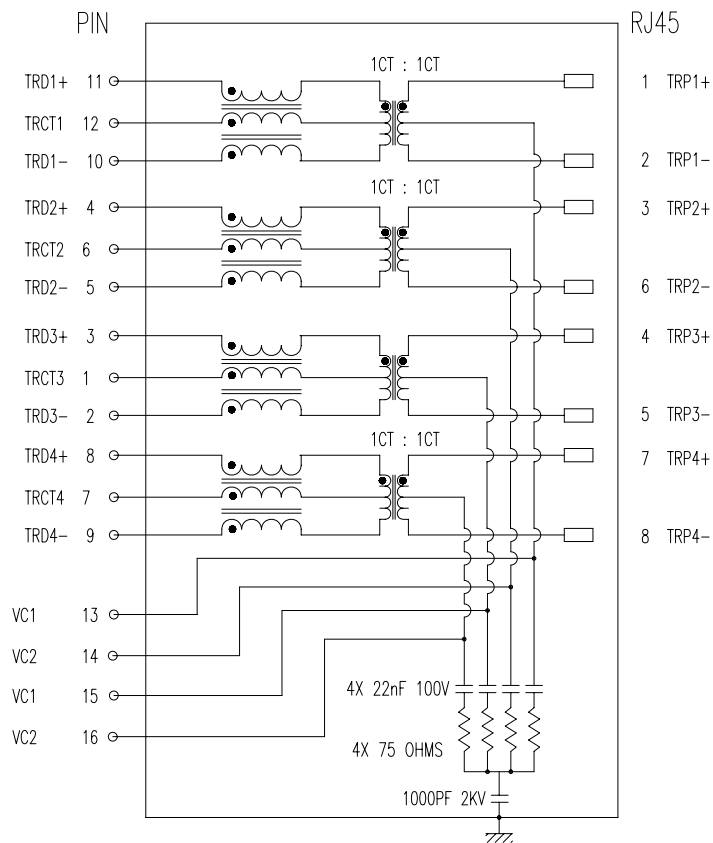 PIN RJ45
1CT : 1CT
TRD1+ 11 1 TRP1+
TRCT1 12
TRD1- 10 2 TRP1-
1CT : 1CT
TRD2+ 4 3 TRP2+
TRCT2 6
TRD2- 5 6 TRP2-
TRD3+ 3 4 TRP3+
TRCT3 1
TRD3- 2 5 TRP3-
1CT : 1CT
TRD4+ 8 7 TRP4+
TRCT4 7
TRD4- 9 8 TRP4-
VC1 13
VC2 14
VC1 15
4X 22nF 100V
VC2 16
4X 75 OHMS
1000PF 2KV